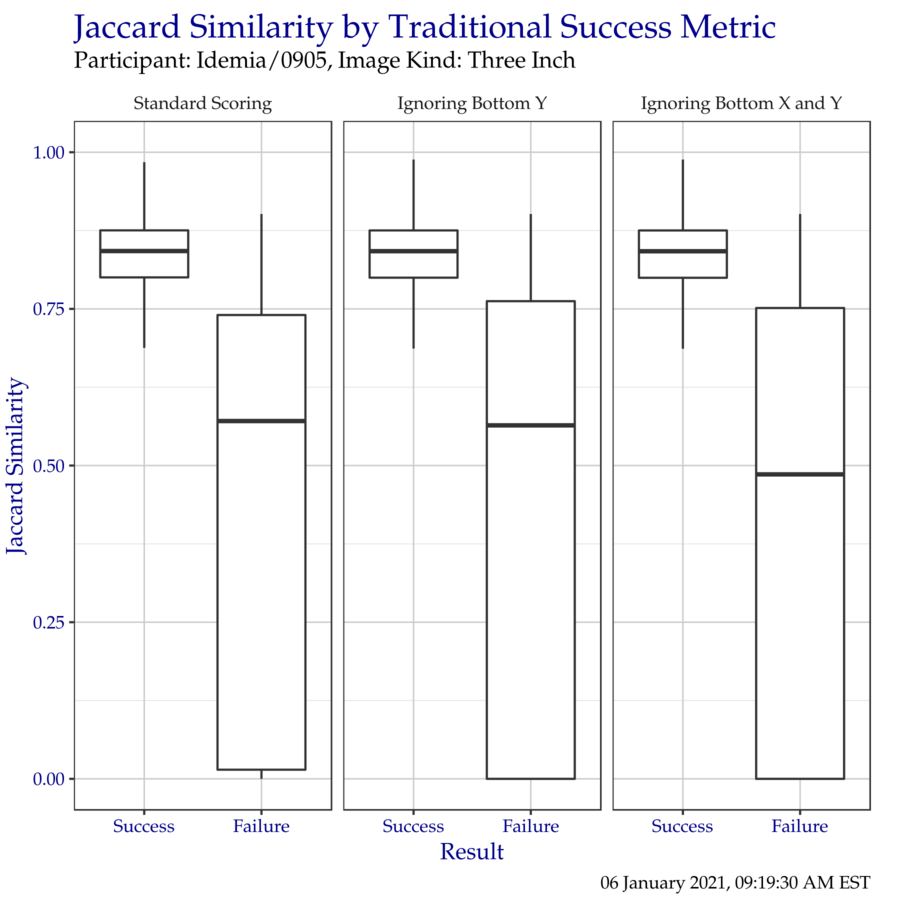 Jaccard Similarity by Traditional Success Metric
Participant: Idemia/0905, Image Kind: Three Inch
Standard Scoring
Ignoring Bottom Y
Ignoring Bottom X and Y
Jaccard Similarity
1.00
0.75
0.50
0.25
0.00
Success Failure
Success Failure
Success Failure
Result
06 January 2021, 09:19:30 AM EST